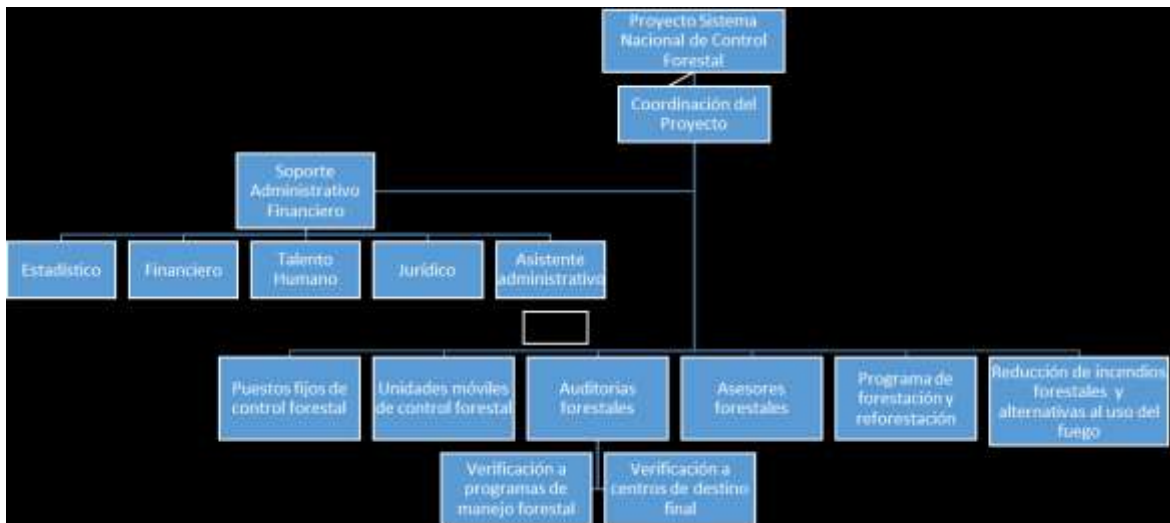 Proyecto Sistema
Nacional de Control
Forestal
Coordinación del
Proyecto
Soporte
Administrativo
Financiero
Estadístico
Financiero
Talento
Humano
Jurídico
Asistente
administrativo
Puestos fijos de
control forestal
Unidades móviles
de control forestal
Auditorias
forestales
Asesores
forestales
Programa de
forestación y
reforestación
Reducción de incendios
forestales y
alternativas al uso del
fuego
Verificación a
programas de
manejo forestal
Verificación a
centros de destino
final